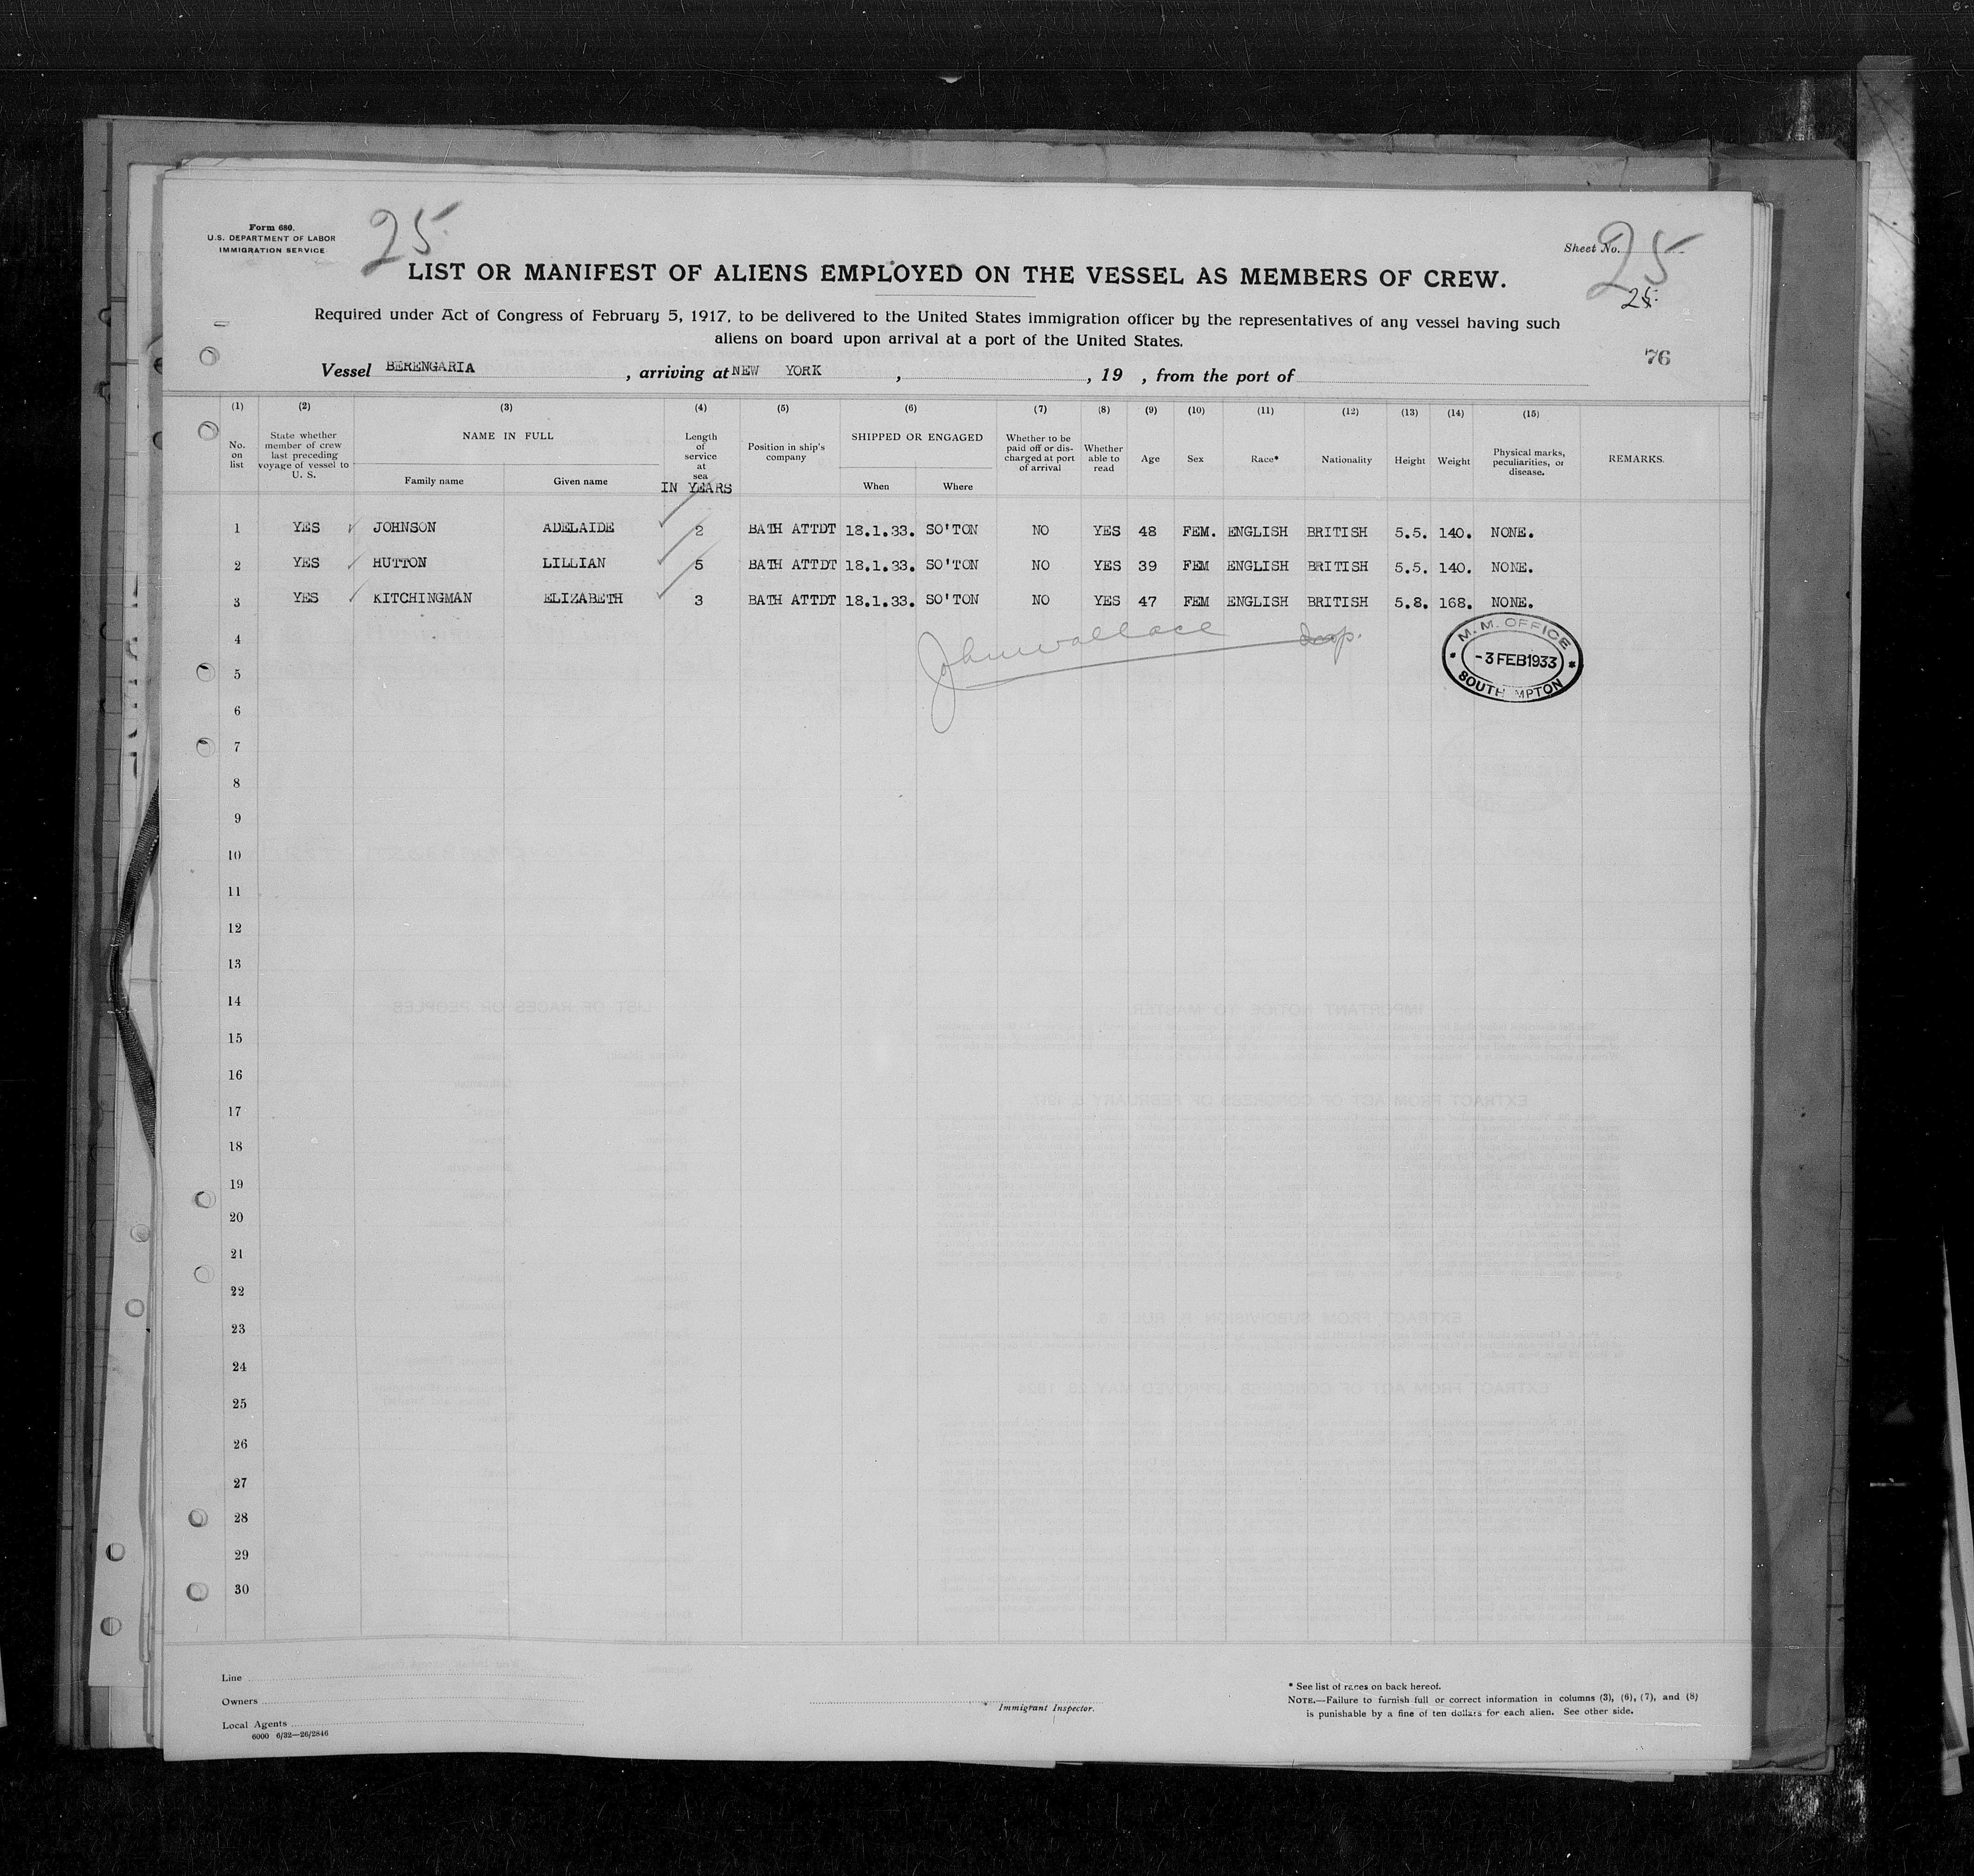 Form 680.
U.S. DEPARTMENT OF LABOR
IMMIGRATION SERVICE
25
Sheet No. 25
25.
LIST OR MANIFEST OF ALIENS EMPLOYED ON THE VESSEL AS MEMBERS OF CREW.
Required under Act of Congress of February 5, 1917, to be delivered to the United States immigration officer by the representatives of any vessel having such
aliens on board upon arrival at a port of the United States.
76
Vessel BERENGARIA, arriving at NEW YORK, , 19 , from the port of
(1) (2) (3) (4) (5) (6) (7) (8) (9) (10) (11) (12) (13) (14) (15)
No. on list State whether member of crew last preceding voyage of vessel to U. S. NAME IN FULL Family name Given name Length of service at sea IN YEARS Position in ship's company SHIPPED OR ENGAGED When Where Whether to be paid off or discharged at port of arrival Whether able to read Age Sex Race* Nationality Height Weight Physical marks, peculiarities, or disease. REMARKS.
1 YES JOHNSON ADELAIDE 2 BATH ATTDT 18.1.33. SO'TON NO YES 48 FEM. ENGLISH BRITISH 5.5. 140. NONE.
2 YES HUTTON LILLIAN 5 BATH ATTDT 18.1.33. SO'TON NO YES 39 FEM ENGLISH BRITISH 5.5. 140. NONE.
3 YES KITCHINGMAN ELIZABETH 3 BATH ATTDT 18.1.33. SO'TON NO YES 47 FEM ENGLISH BRITISH 5.8. 168. NONE.
John Wallace
M. M. OFFICE
-3 FEB 1933
SOUTH MPTON
4
5
6
7
8
9
10
11
12
13
14
15
16
17
18
19
20
21
22
23
24
25
26
27
28
29
30
Line
Owners
Local Agents
6000 6/32—26/2846
Immigrant Inspector.
* See list of races on back hereof.
NOTE.—Failure to furnish full or correct information in columns (3), (6), (7), and (8)
is punishable by a fine of ten dollars for each alien. See other side.